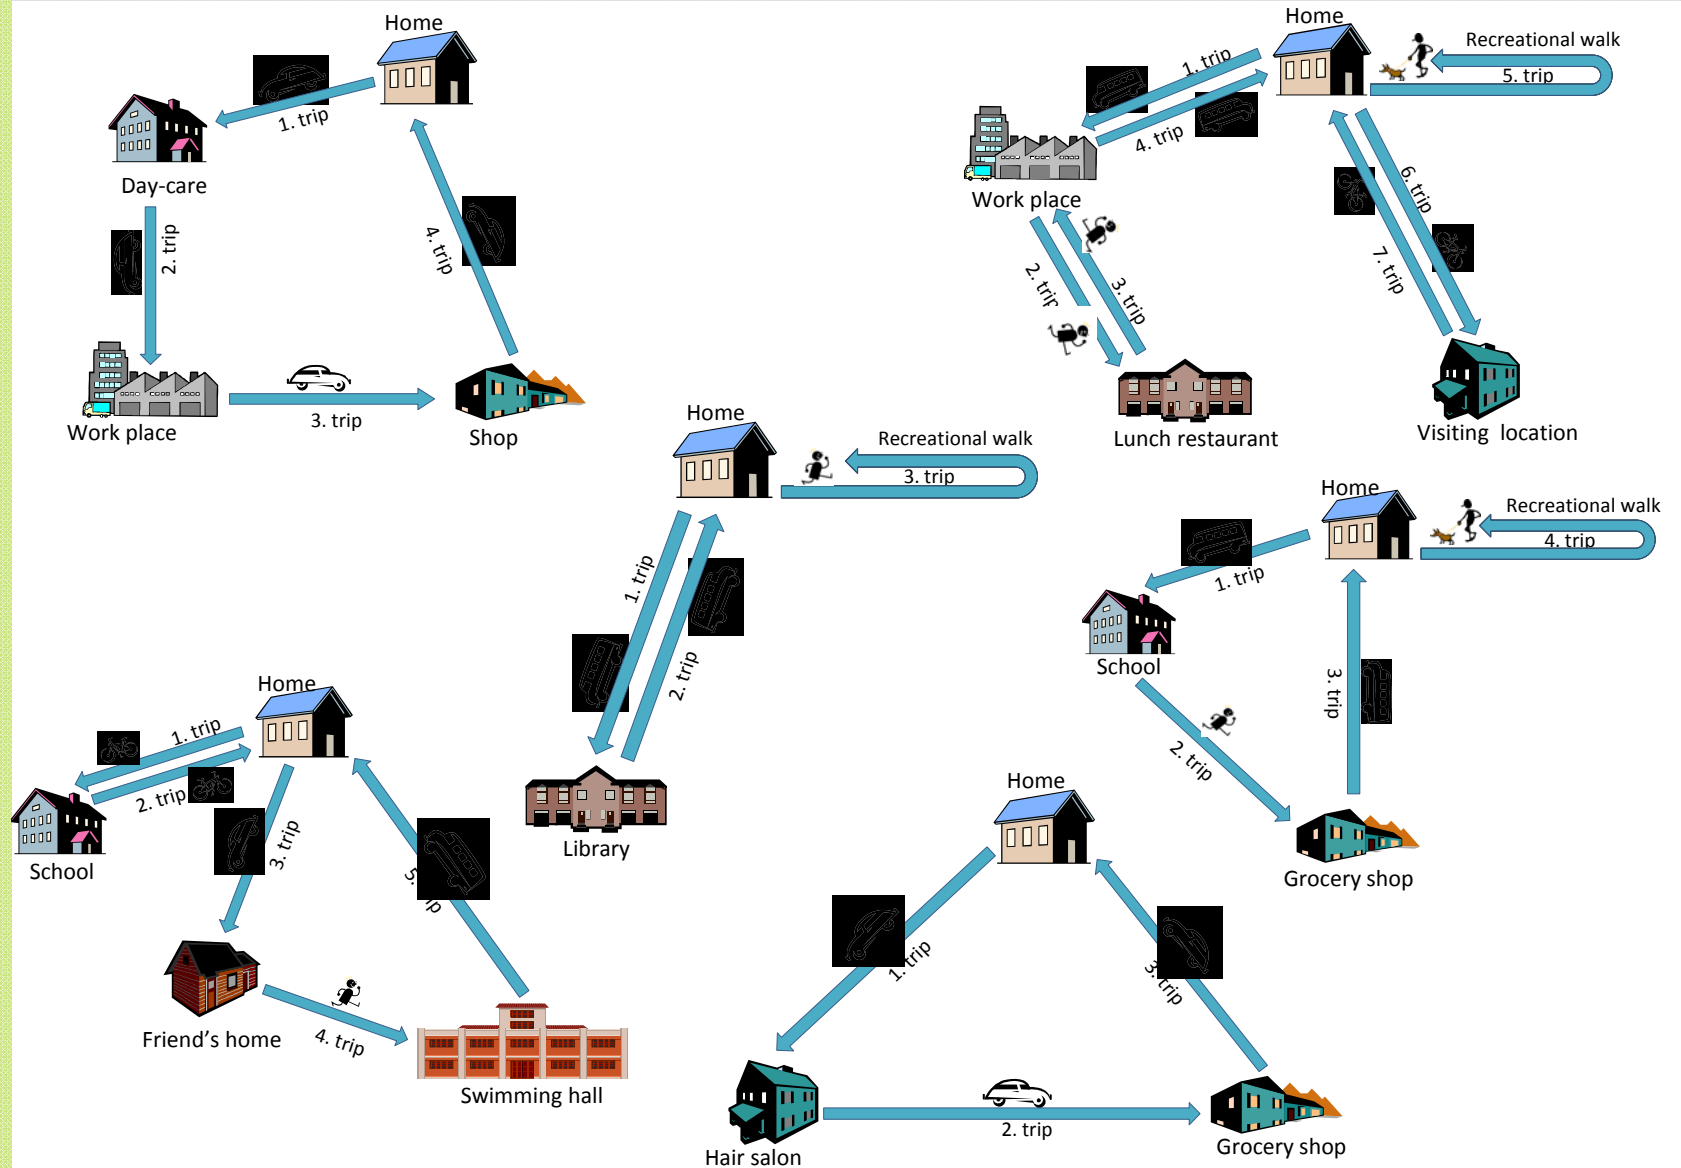 Home
1. trip
Day-care
2. trip
Work place
3. trip
Shop
4. trip
Home
Recreational walk
5. trip
1. trip
4. trip
Work place
2. trip
3. trip
Lunch restaurant
6. trip
7. trip
Visiting location
Home
Recreational walk
3. trip
1. trip
2. trip
Library
Home
Recreational walk
4. trip
1. trip
School
2. trip
3. trip
Grocery shop
Home
1. trip
2. trip
School
3. trip
Friend's home
4. trip
Swimming hall
5.
Home
1. trip
Hair salon
2. trip
Grocery shop
3. trip